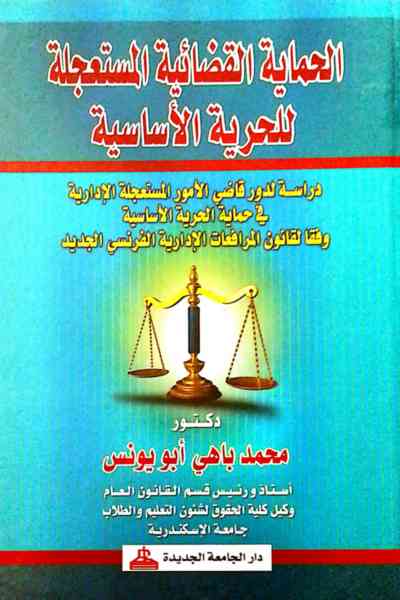 الحماية القضائية المستعجلة
للحرية الأساسية
دراسة لدور قاضي الأمور المستعجلة الإدارية
في حماية الحرية الأساسية
وفقا لقانون المرافعات الإدارية الفرنسي الجديد
دكتور
محمد باهي أبو يونس
أستاذ ورئيس قسم القانون العام
وكيل كلية الحقوق لشئون التعليم والطلاب
جامعة الإسكندرية
دار الجامعة الجديدة